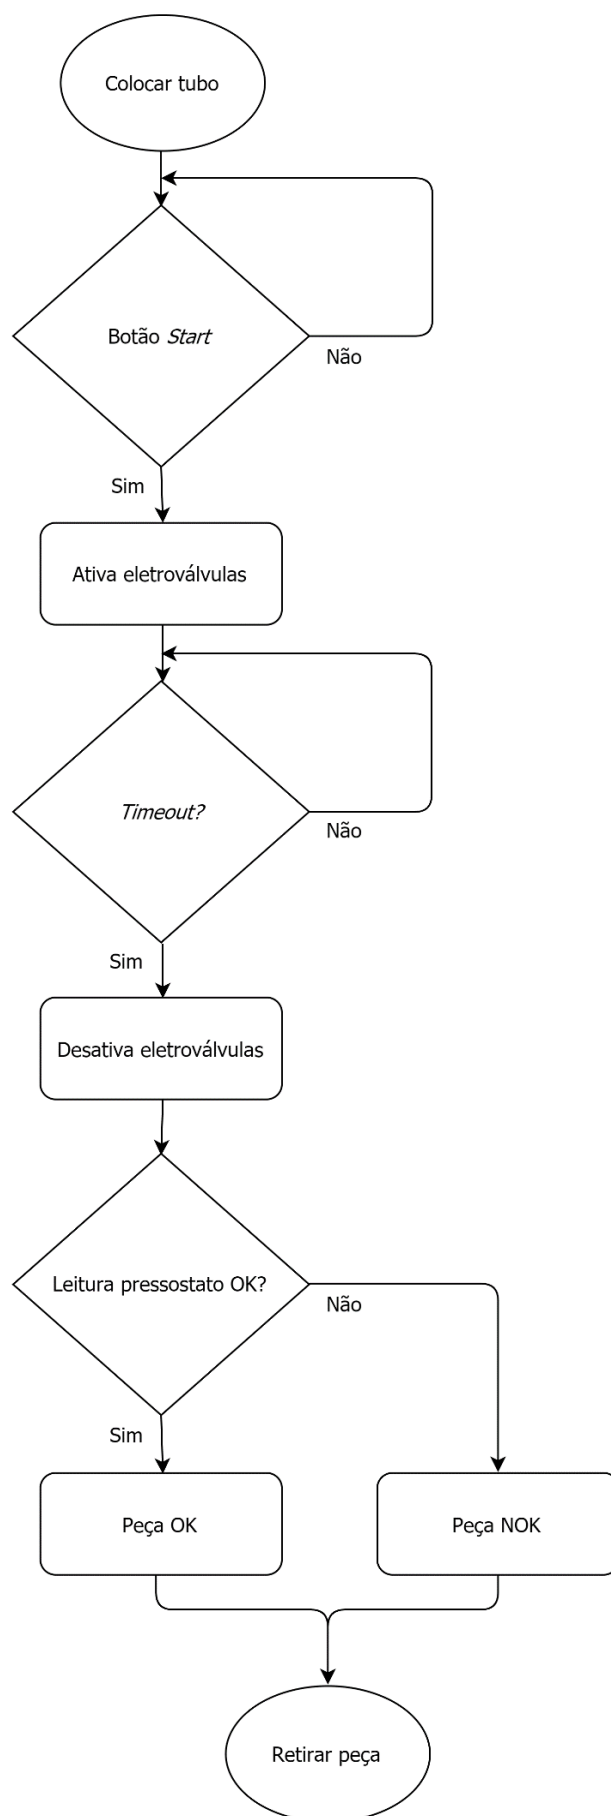 Colocar tubo
Botão Start
Não
Sim
Ativa eletroválvulas
Timeout?
Não
Sim
Desativa eletroválvulas
Leitura pressostato OK?
Não
Sim
Peça OK
Peça NOK
Retirar peça